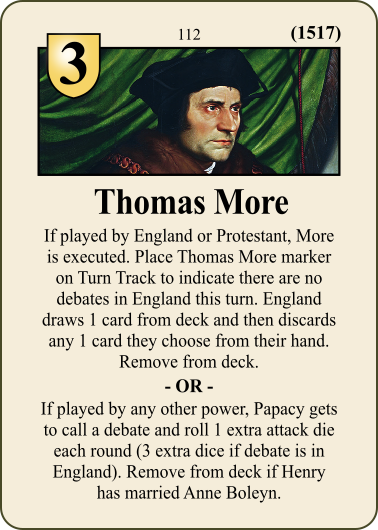 3
112
(1517)
Thomas More
If played by England or Protestant, More
is executed. Place Thomas More marker
on Turn Track to indicate there are no
debates in England this turn. England
draws 1 card from deck and then discards
any 1 card they choose from their hand.
Remove from deck.
- OR -
If played by any other power, Papacy gets
to call a debate and roll 1 extra attack die
each round (3 extra dice if debate is in
England). Remove from deck if Henry
has married Anne Boleyn.